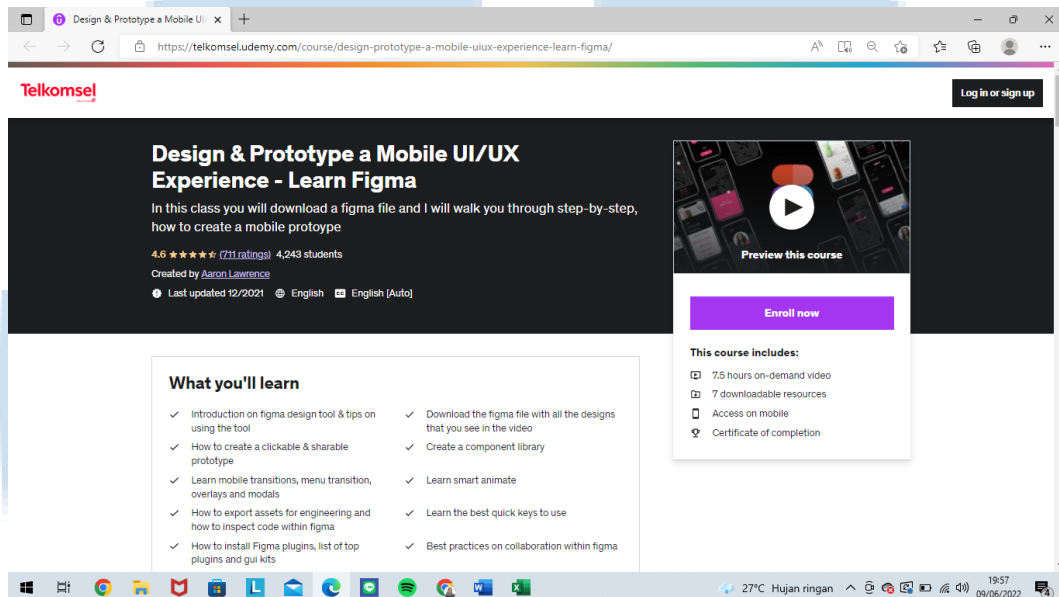 Design & Prototype a Mobile UI/
https://telkomsel.udemy.com/course/design-prototype-a-mobile-uiux-experience-learn-figma/
Telkomsel
Log in or sign up
Design & Prototype a Mobile UI/UX
Experience - Learn Figma
In this class you will download a figma file and I will walk you through step-by-step,
how to create a mobile protoype
4.6 (711 ratings) 4,243 students
Created by Aaron Lawrence
Last updated 12/2021 English CC English [Auto]
Preview this course
Enroll now
This course includes:
7.5 hours on-demand video
7 downloadable resources
Access on mobile
Certificate of completion
What you'll learn
Introduction on figma design tool & tips on
using the tool
How to create a clickable & sharable
prototype
Learn mobile transitions, menu transition,
overlays and modals
How to export assets for engineering and
how to inspect code within figma
How to install Figma plugins, list of top
plugins and gui kits
Download the figma file with all the designs
that you see in the video
Create a component library
Learn smart animate
Learn the best quick keys to use
Best practices on collaboration within figma
27°C Hujan ringan
19:57
09/06/2022
4